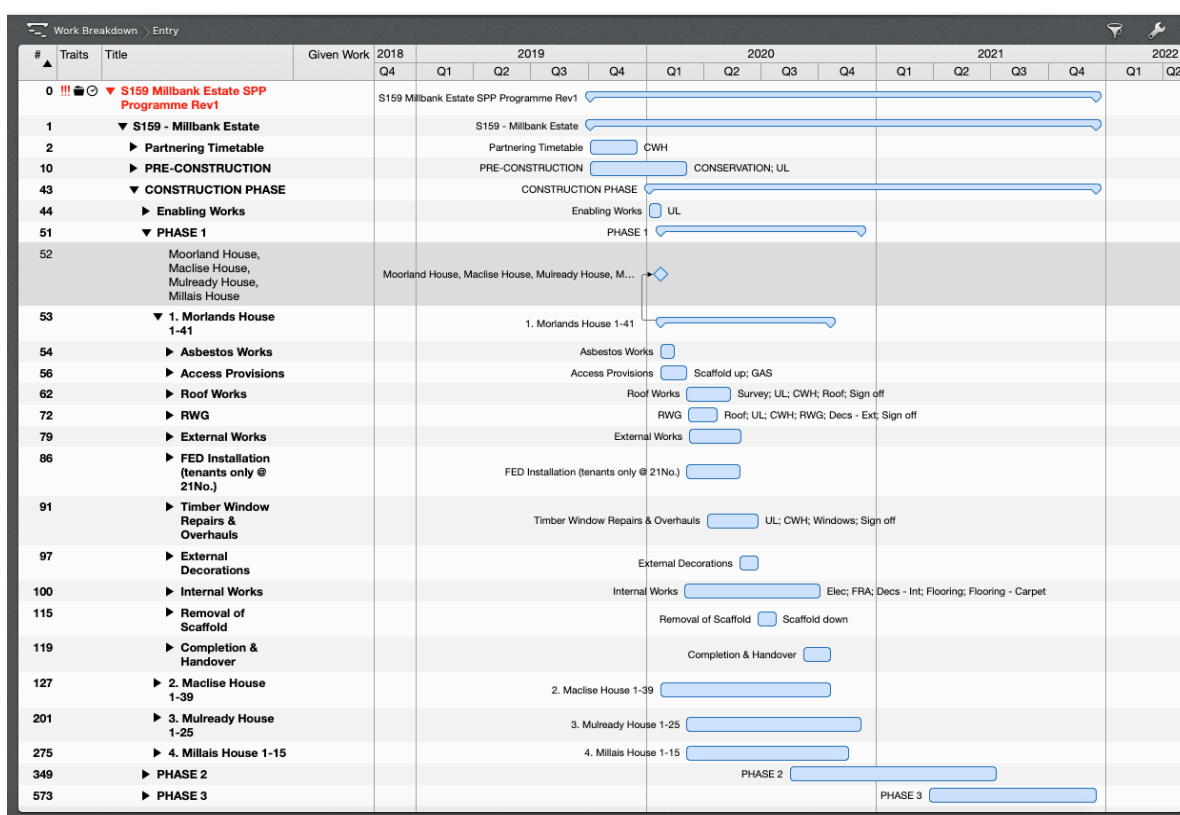 Work Breakdown Entry
# Traits Title Given Work 2018 2019 2020 2021 2022
Q4 Q1 Q2 Q3 Q4 Q1 Q2 Q3 Q4 Q1 Q2 Q3 Q4 Q1 Q2
0 !!! S159 Millbank Estate SPP S159 Millbank Estate SPP Programme Rev1
Programme Rev1
1 S159 - Millbank Estate S159 - Millbank Estate
2 Partnering Timetable Partnering Timetable CWH
10 PRE-CONSTRUCTION PRE-CONSTRUCTION CONSERVATION; UL
43 CONSTRUCTION PHASE CONSTRUCTION PHASE
44 Enabling Works Enabling Works UL
51 PHASE 1 PHASE 1
52 Moorland House,
Maclise House,
Mulready House,
Millais House
Moorland House, Maclise House, Mulready House, M...
53 1. Morlands House
1-41
1. Morlands House 1-41
54 Asbestos Works Asbestos Works
56 Access Provisions Access Provisions Scaffold up; GAS
62 Roof Works Roof Works Survey; UL; CWH; Roof; Sign off
72 RWG RWG Roof; UL; CWH; RWG; Decs - Ext; Sign off
79 External Works External Works
86 FED Installation
(tenants only @
21No.)
FED Installation (tenants only @ 21No.)
91 Timber Window
Repairs &
Overhauls
Timber Window Repairs & Overhauls UL; CWH; Windows; Sign off
97 External
Decorations
External Decorations
100 Internal Works Internal Works Elec; FRA; Decs - Int; Flooring; Flooring - Carpet
115 Removal of
Scaffold
Removal of Scaffold Scaffold down
119 Completion &
Handover
Completion & Handover
127 2. Maclise House
1-39
2. Maclise House 1-39
201 3. Mulready House
1-25
3. Mulready House 1-25
275 4. Millais House 1-15 4. Millais House 1-15
349 PHASE 2 PHASE 2
573 PHASE 3 PHASE 3